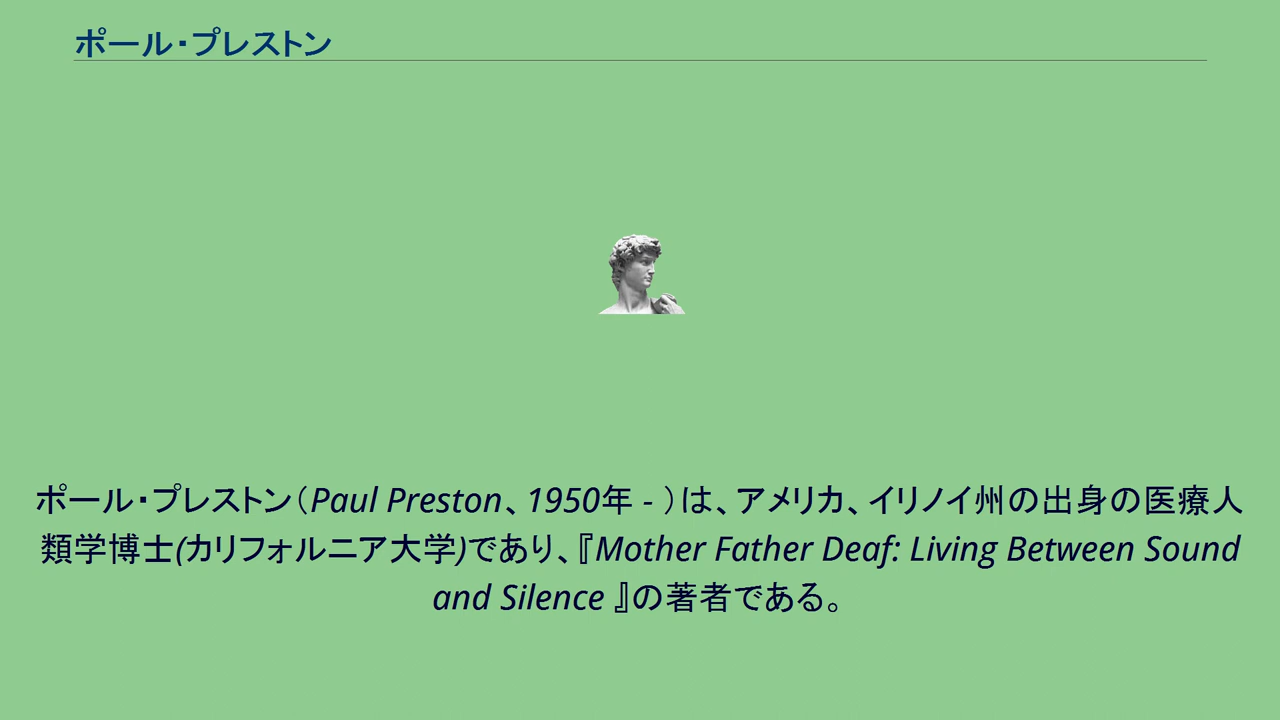 ポール・プレストン
ポール・プレストン（Paul Preston、1950年 - ）は、アメリカ、イリノイ州の出身の医療人
類学博士(カリフォルニア大学)であり、『Mother Father Deaf: Living Between Sound
and Silence 』の著者である。